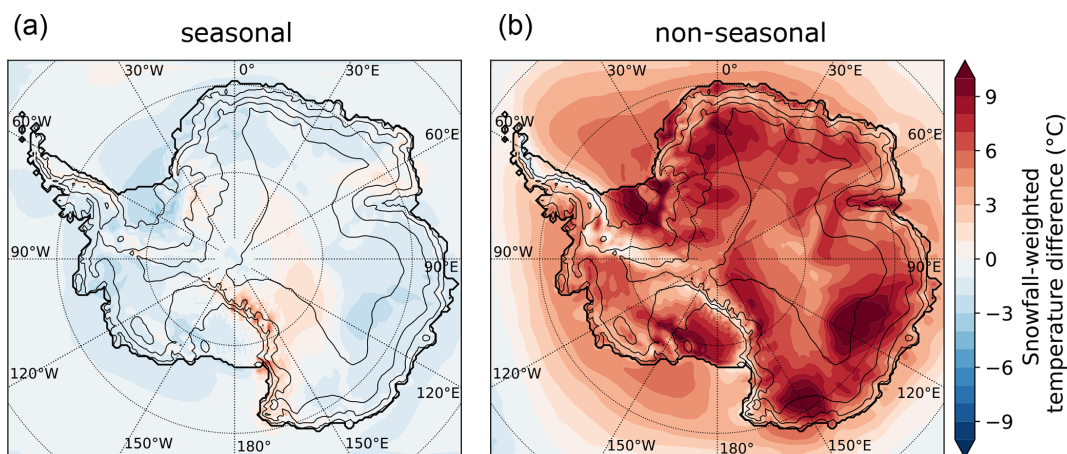 (a)
seasonal
(b)
non-seasonal
30°W
0°
30°E
60°W
60°E
90°W
90°E
120°W
120°E
150°W
180
150°E
30°W
0°
30°E
60°W
60°E
90°W
90°E
120°W
120°E
150°W
180
150°E
9
6
3
0
−3
−6
−9
Snowfall-weighted
temperature difference (°C)